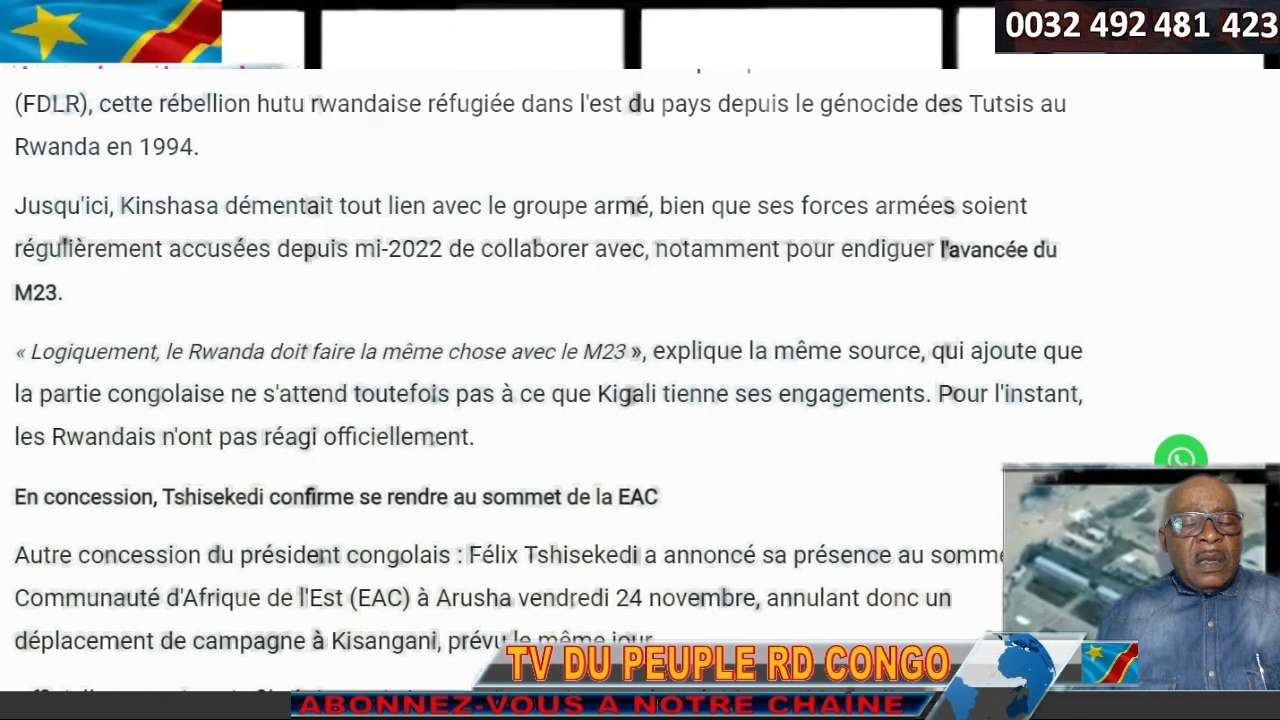 0032 492 481 423
(FDLR), cette rébellion hutu rwandaise réfugiée dans l'est du pays depuis le génocide des Tutsis au
Rwanda en 1994.
Jusqu'ici, Kinshasa démentait tout lien avec le groupe armé, bien que ses forces armées soient
régulièrement accusées depuis mi-2022 de collaborer avec, notamment pour endiguer l'avancée du
M23.
« Logiquement, le Rwanda doit faire la même chose avec le M23 », explique la même source, qui ajoute que
la partie congolaise ne s'attend toutefois pas à ce que Kigali tienne ses engagements. Pour l'instant,
les Rwandais n'ont pas réagi officiellement.
En concession, Tshisekedi confirme se rendre au sommet de la EAC
Autre concession du président congolais : Félix Tshisekedi a annoncé sa présence au
Communauté d'Afrique de l'Est (EAC) à Arusha vendredi 24 novembre, annulant donc un
déplacement de campagne à Kisangani, prévu le même jour
TV DU PEUPLE RD CONGO
ABONNEZ-VOUS A NOTRE CHAÎNE